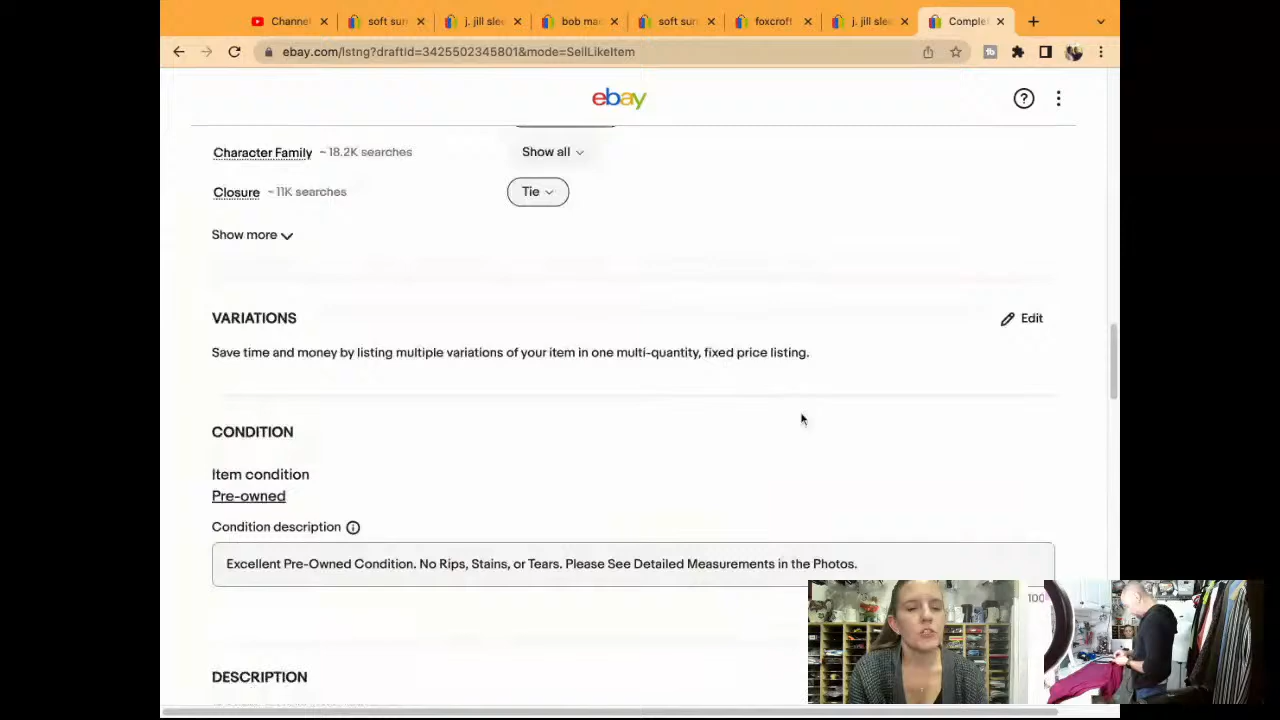 Channel
soft sur
j. jill sle
bob ma
soft sur
foxcroft
j. jill sle
Comple
ebay.com/lstng?draftId=3425502345801&mode=SellLikeItem
ebay
Character Family ~18.2K searches Show all
Closure ~11K searches Tie
Show more
VARIATIONS Edit
Save time and money by listing multiple variations of your item in one multi-quantity, fixed price listing.
CONDITION
Item condition
Pre-owned
Condition description
Excellent Pre-Owned Condition. No Rips, Stains, or Tears. Please See Detailed Measurements in the Photos.
DESCRIPTION